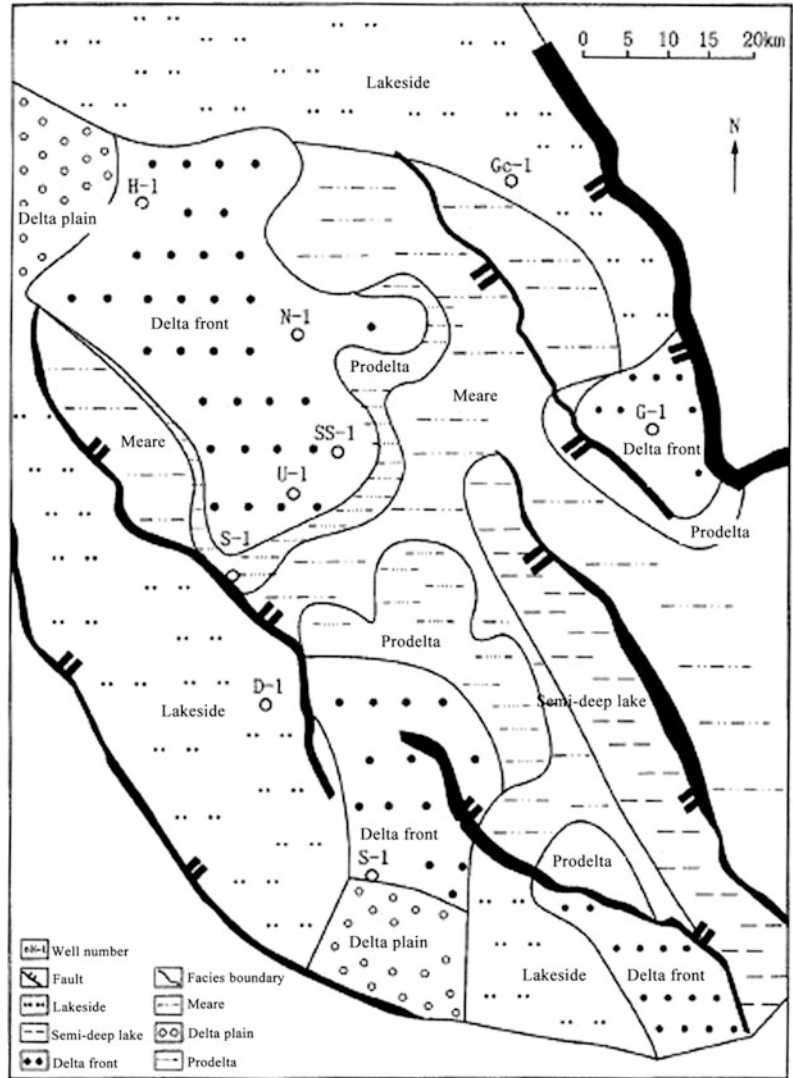 0 5 10 15 20km
Lakeside
N
Gc-1
H-1
Delta plain
Delta front
N-1
Prodelta
Meare
G-1
Delta front
Meare
SS-1
U-1
Prodelta
S-1
Prodelta
D-1
Lakeside
Semi-deep lake
Delta front
S-1
Prodelta
Delta plain
Lakeside
Delta front
Well number
Fault
Facies boundary
Lakeside
Meare
Semi-deep lake
Delta plain
Delta front
Prodelta